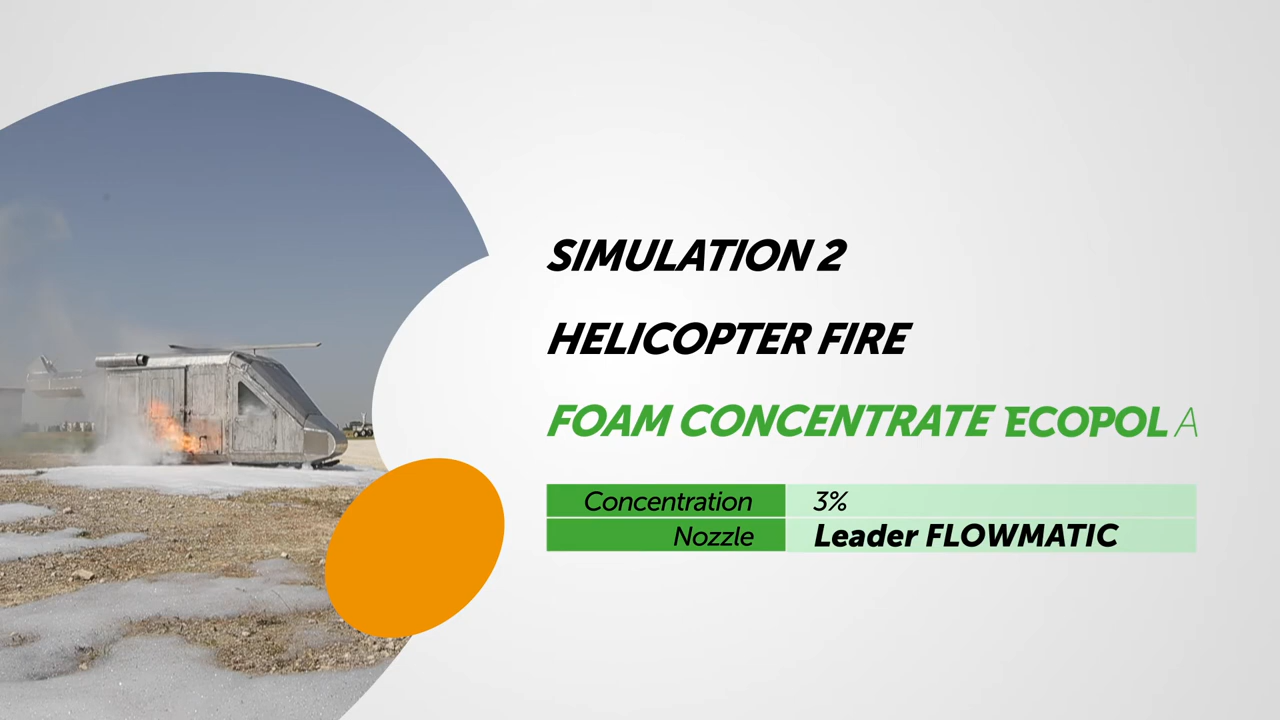 SIMULATION 2
HELICOPTER FIRE
FOAM CONCENTRATE ECOPOL A
Concentration 3%
Nozzle Leader FLOWMATIC